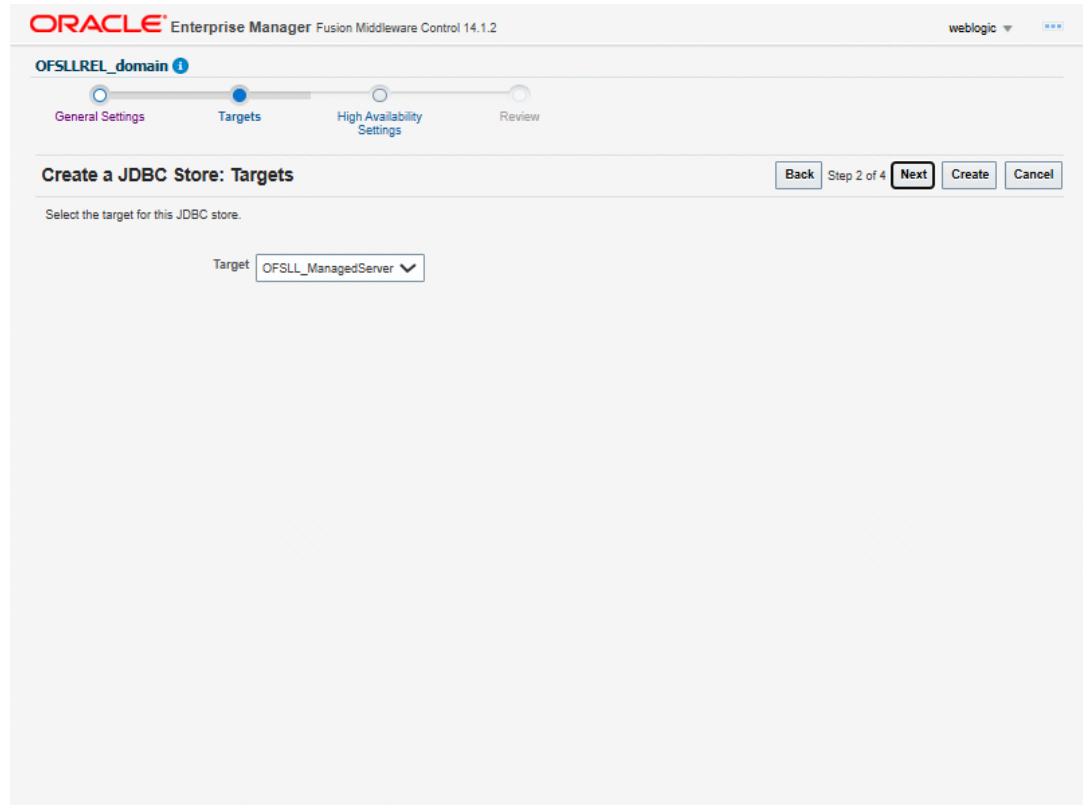 ORACLE Enterprise Manager Fusion Middleware Control 14.1.2 weblogic
OFSLLREL_domain
General Settings Targets High Availability Settings Review
Create a JDBC Store: Targets Back Step 2 of 4 Next Create Cancel
Select the target for this JDBC store.
Target OFSLL_ManagedServer